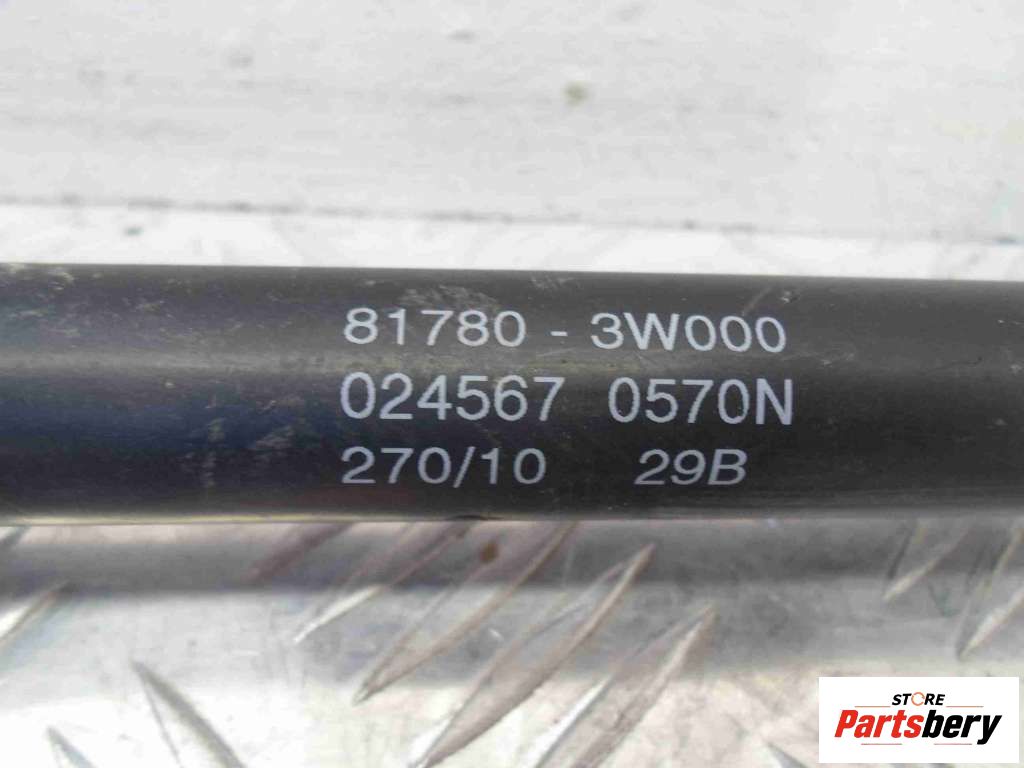 81780 - 3W000
024567 0570N
270/10 29B
STORE
Partsbery